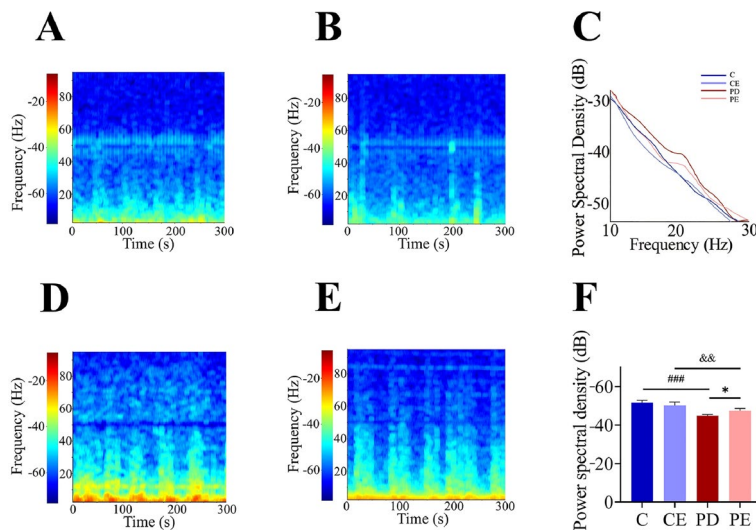 A
-20
-40
-60
Frequency (Hz)
80
60
40
20
0
100
200
300
Time (s)
B
-20
-40
-60
Frequency (Hz)
80
60
40
20
0
100
200
300
Time (s)
C
Power Spectral Density (dB)
-30
-40
-50
10
20
30
Frequency (Hz)
C
CE
PD
PE
D
-20
-40
-60
Frequency (Hz)
80
60
40
20
0
100
200
300
Time (s)
E
-20
-40
-60
Frequency (Hz)
80
60
40
20
0
100
200
300
Time (s)
F
Power spectral density (dB)
-60
-40
-20
0
&&
###
*
C CE PD PE